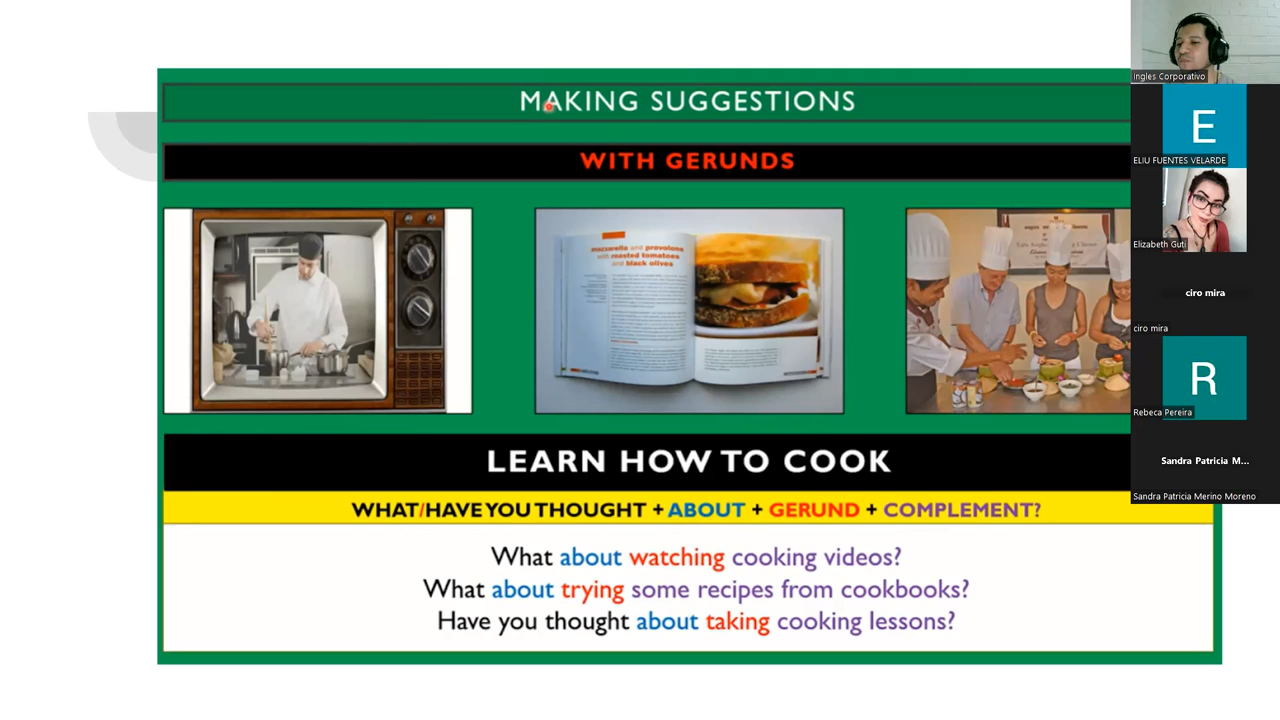 MAKING SUGGESTIONS
WITH GERUNDS
mozzarella and provolone
with roasted tomatoes
and black olives
LEARN HOW TO COOK
WHAT/HAVE YOU THOUGHT + ABOUT + GERUND + COMPLEMENT?
What about watching cooking videos?
What about trying some recipes from cookbooks?
Have you thought about taking cooking lessons?
Ingles Corporativo
E
ELIU FUENTES VELARDE
Elizabeth Guti
ciro mira
ciro mira
R
Rebeca Pereira
Sandra Patricia M...
Sandra Patricia Merino Moreno